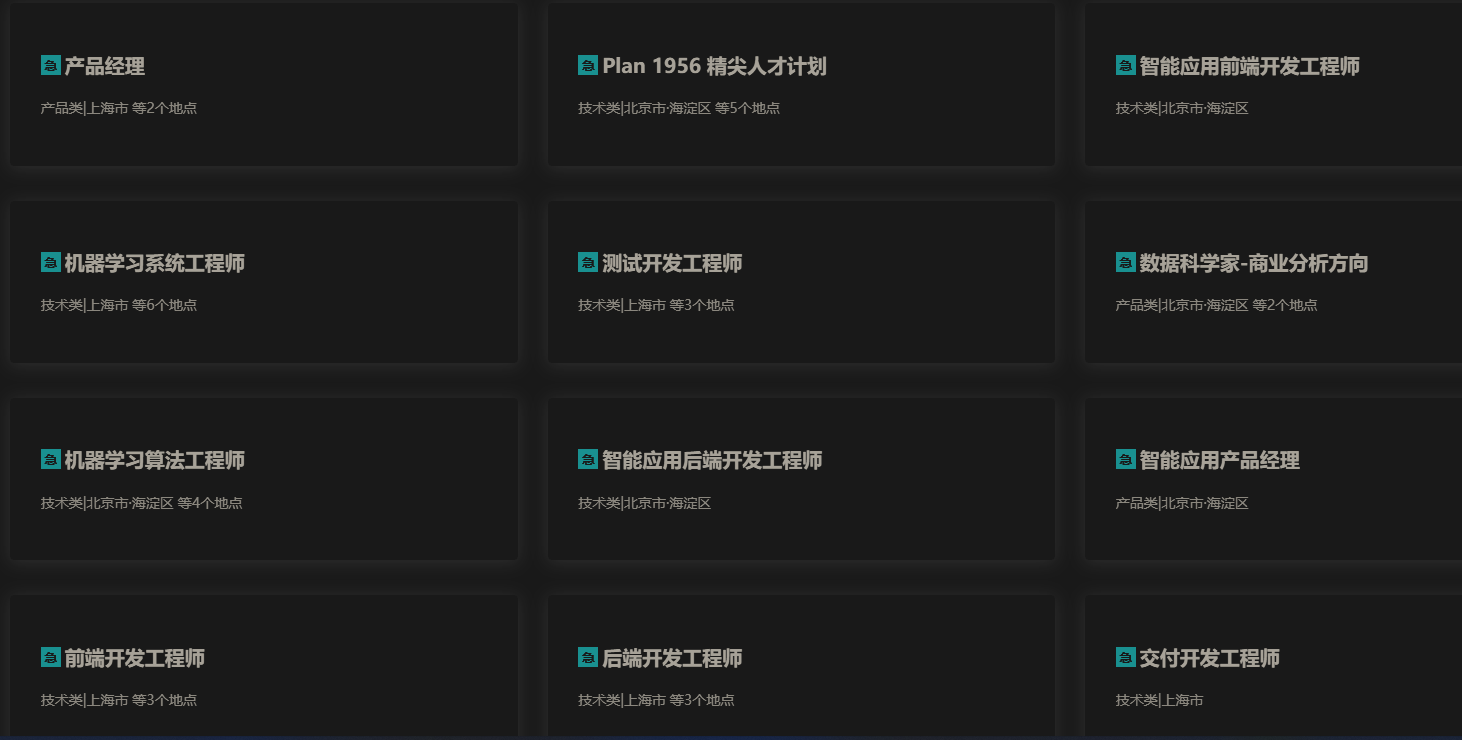 急 产品经理
产品类|上海市 等2个地点
急 Plan 1956 精尖人才计划
技术类|北京市·海淀区 等5个地点
急 智能应用前端开发工程师
技术类|北京市·海淀区
急 机器学习系统工程师
技术类|上海市 等6个地点
急 测试开发工程师
技术类|上海市 等3个地点
急 数据科学家-商业分析方向
产品类|北京市·海淀区 等2个地点
急 机器学习算法工程师
技术类|北京市·海淀区 等4个地点
急 智能应用后端开发工程师
技术类|北京市·海淀区
急 智能应用产品经理
产品类|北京市·海淀区
急 前端开发工程师
技术类|上海市 等3个地点
急 后端开发工程师
技术类|上海市 等3个地点
急 交付开发工程师
技术类|上海市